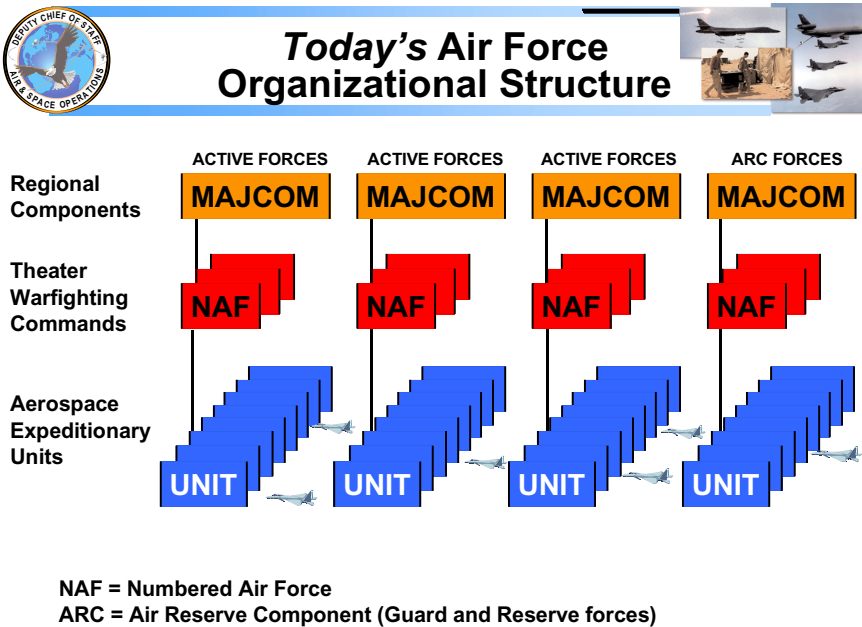 DEPUTY CHIEF OF STAFF
AIR & SPACE OPERATIONS
Today's Air Force
Organizational Structure
ACTIVE FORCES ACTIVE FORCES ACTIVE FORCES ARC FORCES
Regional
Components
MAJCOM MAJCOM MAJCOM MAJCOM
Theater
Warfighting
Commands
NAF NAF NAF NAF
Aerospace
Expeditionary
Units
UNIT UNIT UNIT UNIT
NAF = Numbered Air Force
ARC = Air Reserve Component (Guard and Reserve forces)